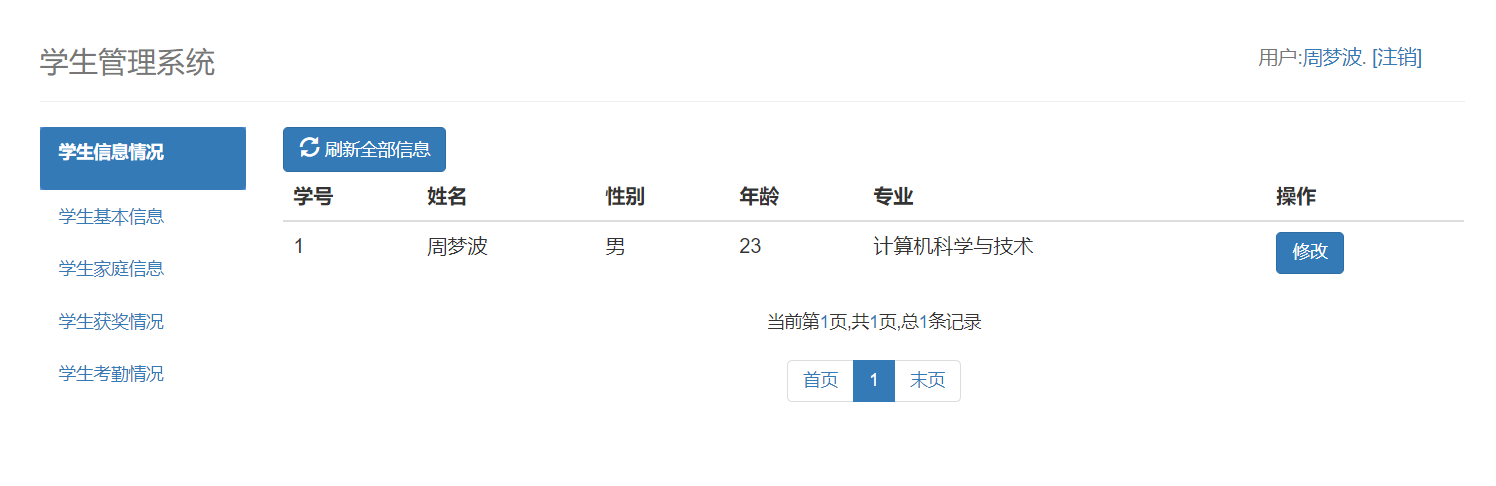 学生管理系统
用户:周梦波. [注销]
学生信息情况
学生基本信息
学生家庭信息
学生获奖情况
学生考勤情况
刷新全部信息
学号 姓名 性别 年龄 专业 操作
1 周梦波 男 23 计算机科学与技术 修改
当前第1页,共1页,总1条记录
首页 1 末页